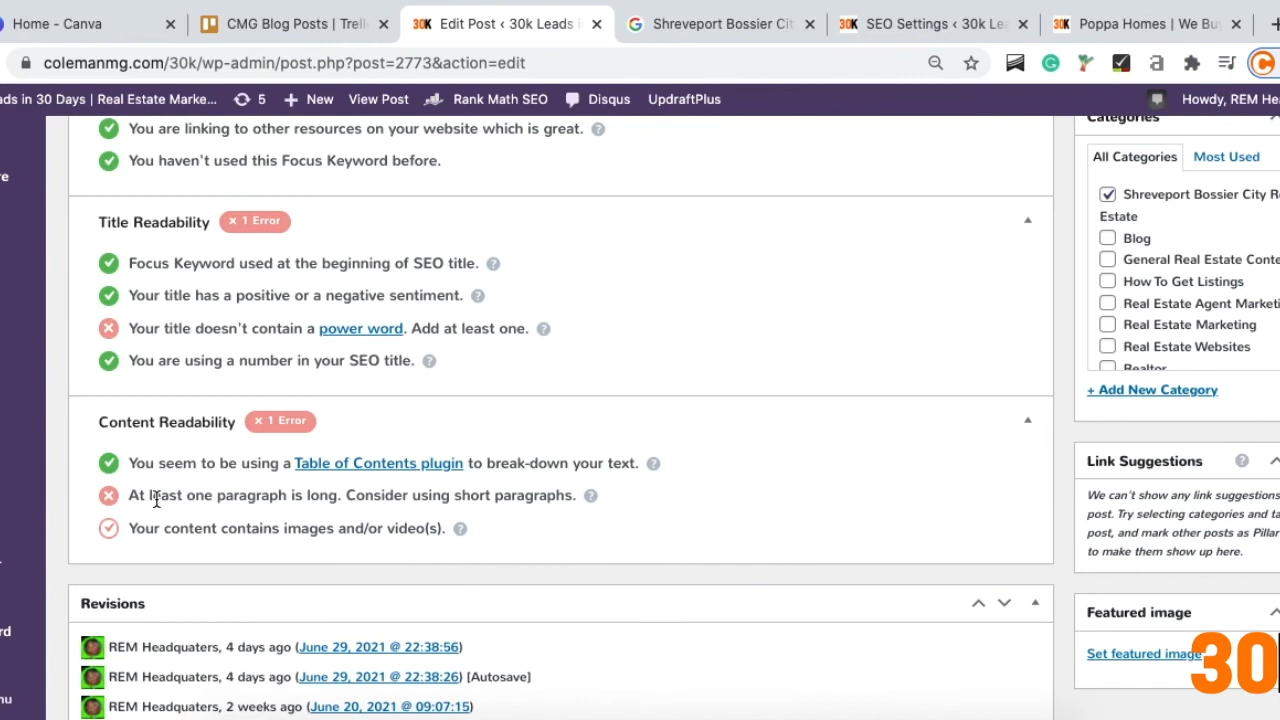 Home - Canva
CMG Blog Posts | Trell
30K Edit Post ‹ 30k Leads i
Shreveport Bossier Cit
30K SEO Settings ‹ 30k Lea
30K Poppa Homes | We Buy
colemanmg.com/30k/wp-admin/post.php?post=2773&action=edit
ads in 30 Days | Real Estate Marke... 5 New View Post Rank Math SEO Disqus UpdraftPlus Howdy, REM Hea
You are linking to other resources on your website which is great.
You haven't used this Focus Keyword before.
Title Readability × 1 Error
Focus Keyword used at the beginning of SEO title.
Your title has a positive or a negative sentiment.
Your title doesn't contain a power word. Add at least one.
You are using a number in your SEO title.
Content Readability × 1 Error
You seem to be using a Table of Contents plugin to break-down your text.
At least one paragraph is long. Consider using short paragraphs.
Your content contains images and/or video(s).
Revisions
REM Headquaters, 4 days ago (June 29, 2021 @ 22:38:56)
REM Headquaters, 4 days ago (June 29, 2021 @ 22:38:26) [Autosave]
REM Headquaters, 2 weeks ago (June 20, 2021 @ 09:07:15)
Categories
All Categories Most Used
Shreveport Bossier City R
Estate
Blog
General Real Estate Conte
How To Get Listings
Real Estate Agent Marketi
Real Estate Marketing
Real Estate Websites
Realtor
+ Add New Category
Link Suggestions
We can't show any link suggestions
post. Try selecting categories and ta
post, and mark other posts as Pillar
to make them show up here.
Featured image
Set featured image
30